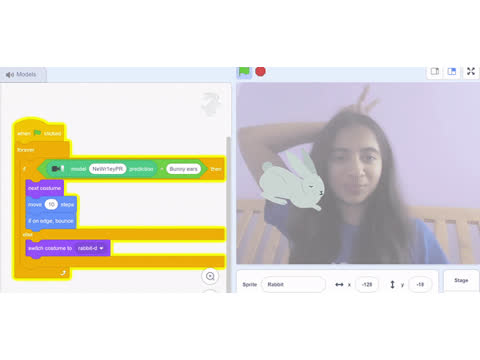 Models
when clicked
forever
if model NeWr1eyPR prediction = Bunny ears then
next costume
move 10 steps
if on edge, bounce
else
switch costume to rabbit-d
Sprite Rabbit x -128 y -19
Stage